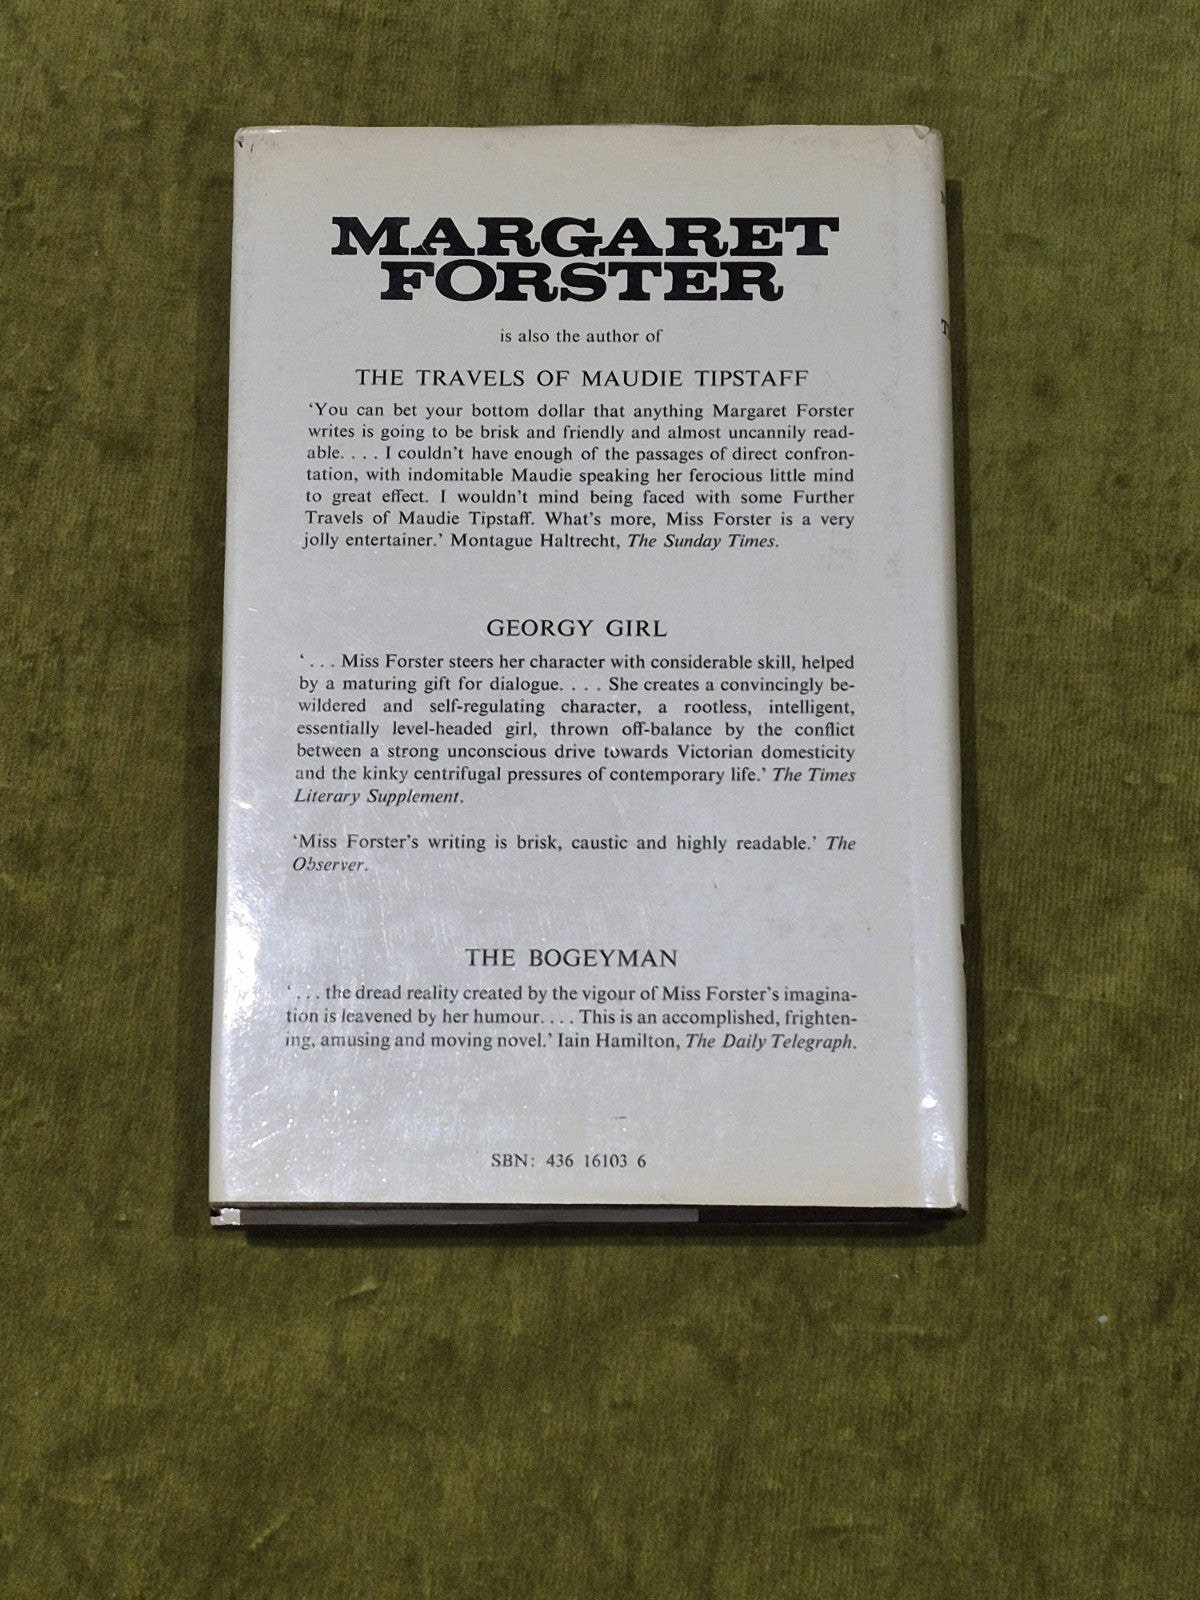 MARGARET
FORSTER
is also the author of
THE TRAVELS OF MAUDIE TIPSTAFF
‘You can bet your bottom dollar that anything Margaret Forster
writes is going to be brisk and friendly and almost uncannily read-
able. . . . I couldn’t have enough of the passages of direct confron-
tation, with indomitable Maudie speaking her ferocious little mind
to great effect. I wouldn’t mind being faced with some Further
Travels of Maudie Tipstaff. What’s more, Miss Forster is a very
jolly entertainer.’ Montague Haltrecht, The Sunday Times.
GEORGY GIRL
‘. . . Miss Forster steers her character with considerable skill, helped
by a maturing gift for dialogue. . . . She creates a convincingly be-
wildered and self-regulating character, a rootless, intelligent,
essentially level-headed girl, thrown off-balance by the conflict
between a strong unconscious drive towards Victorian domesticity
and the kinky centrifugal pressures of contemporary life.’ The Times
Literary Supplement.
‘Miss Forster’s writing is brisk, caustic and highly readable.’ The
Observer.
THE BOGEYMAN
‘. . . the dread reality created by the vigour of Miss Forster’s imagina-
tion is leavened by her humour. . . . This is an accomplished, frighten-
ing, amusing and moving novel.’ Iain Hamilton, The Daily Telegraph.
SBN: 436 16103 6